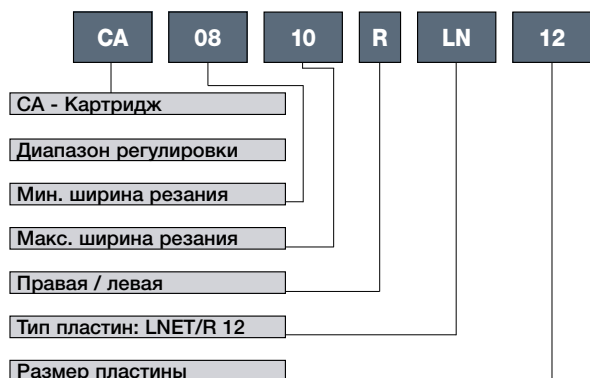 CA 08 10 R LN 12
CA - Картридж
Диапазон регулировки
Мин. ширина резания
Макс. ширина резания
Правая / левая
Тип пластин: LNET/R 12
Размер пластины